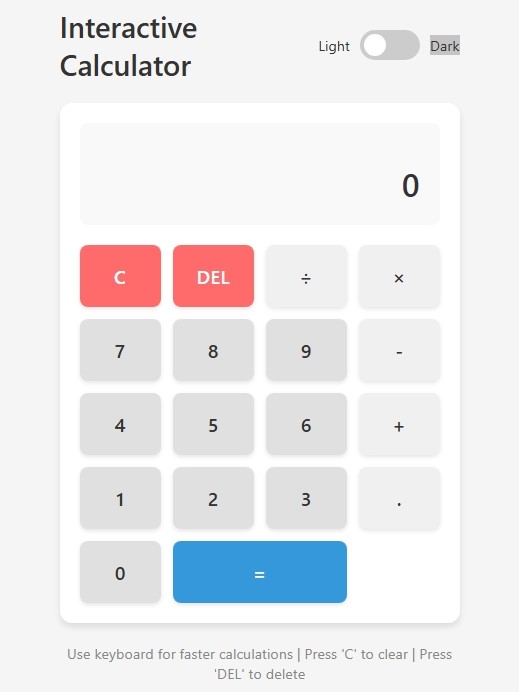 Interactive
Calculator
Light Dark
0
C DEL ÷ ×
7 8 9 -
4 5 6 +
1 2 3 .
0 =
Use keyboard for faster calculations | Press 'C' to clear | Press
'DEL' to delete